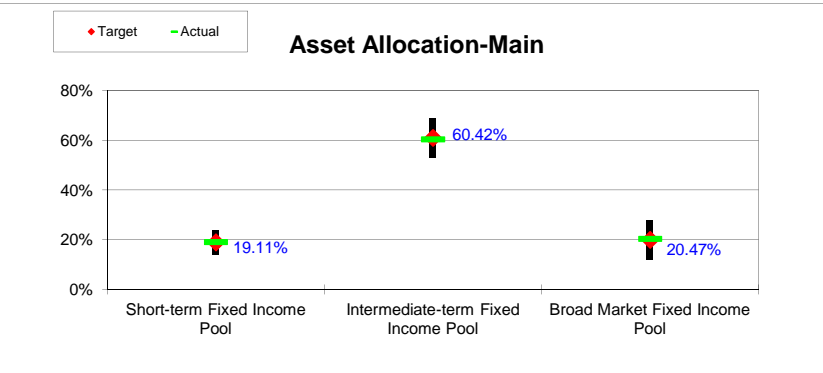 Target Actual
Asset Allocation-Main
80%
60%
40%
20%
0%
60.42%
19.11%
20.47%
Short-term Fixed Income
Pool
Intermediate-term Fixed
Income Pool
Broad Market Fixed Income
Pool